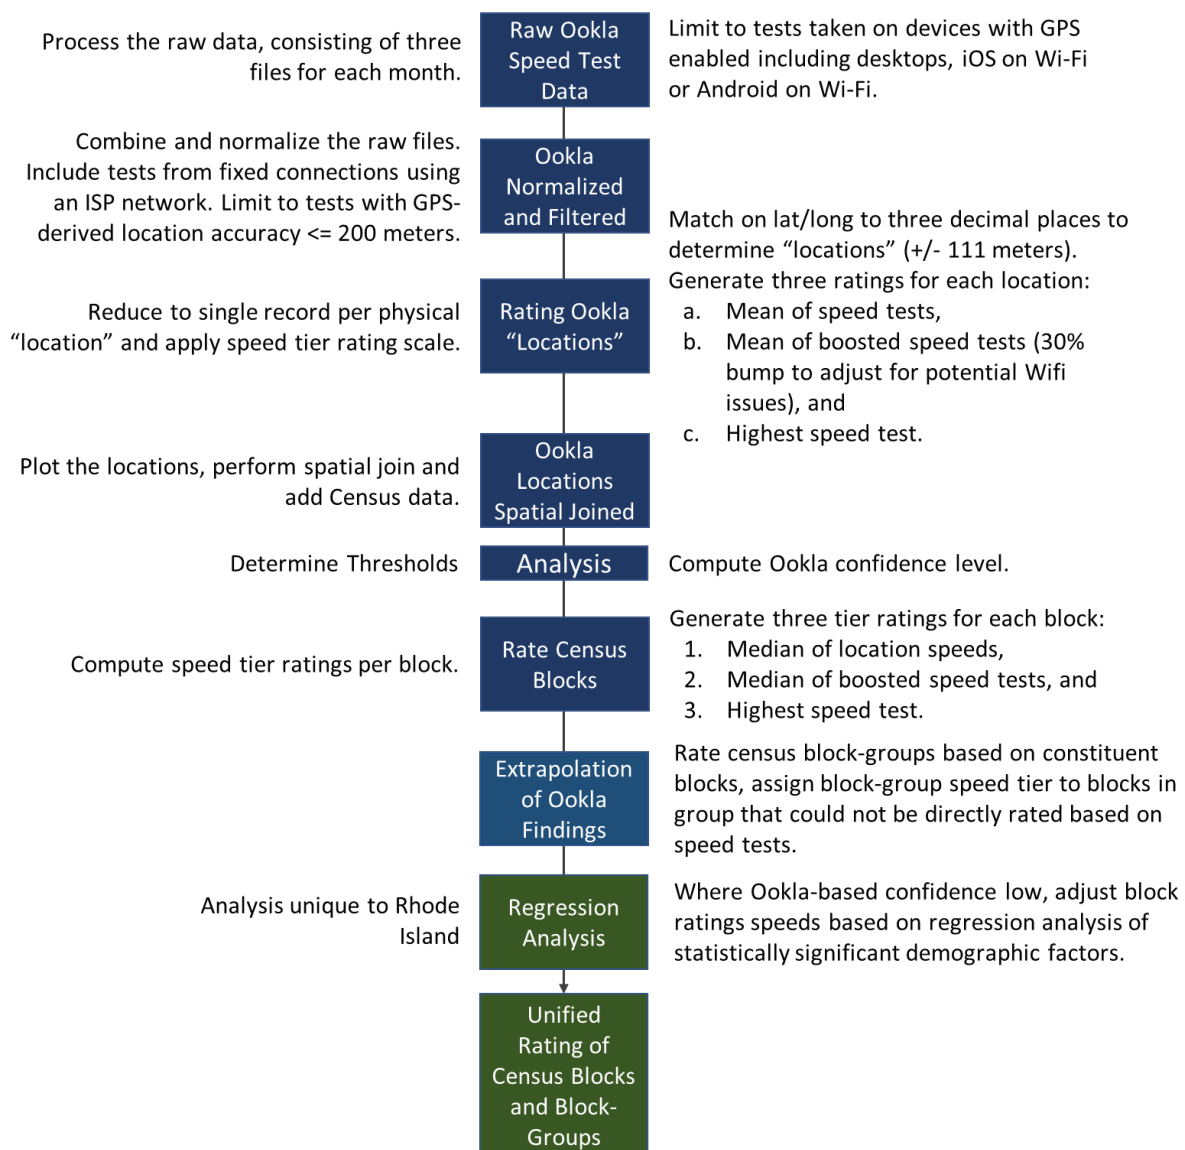 Process the raw data, consisting of three
files for each month.
Raw Ookla
Speed Test
Data
Limit to tests taken on devices with GPS
enabled including desktops, iOS on Wi-Fi
or Android on Wi-Fi.
Combine and normalize the raw files.
Include tests from fixed connections using
an ISP network. Limit to tests with GPS-
derived location accuracy <= 200 meters.
Ookla
Normalized
and Filtered
Match on lat/long to three decimal places to
determine “locations” (+/- 111 meters).
Generate three ratings for each location:
a. Mean of speed tests,
b. Mean of boosted speed tests (30%
bump to adjust for potential Wifi
issues), and
c. Highest speed test.
Reduce to single record per physical
“location” and apply speed tier rating scale.
Rating Ookla
“Locations”
Plot the locations, perform spatial join and
add Census data.
Ookla
Locations
Spatial Joined
Determine Thresholds
Analysis
Compute Ookla confidence level.
Compute speed tier ratings per block.
Rate Census
Blocks
Generate three tier ratings for each block:
1. Median of location speeds,
2. Median of boosted speed tests, and
3. Highest speed test.
Extrapolation
of Ookla
Findings
Rate census block-groups based on constituent
blocks, assign block-group speed tier to blocks in
group that could not be directly rated based on
speed tests.
Analysis unique to Rhode
Island
Regression
Analysis
Where Ookla-based confidence low, adjust block
ratings speeds based on regression analysis of
statistically significant demographic factors.
Unified
Rating of
Census Blocks
and Block-
Groups